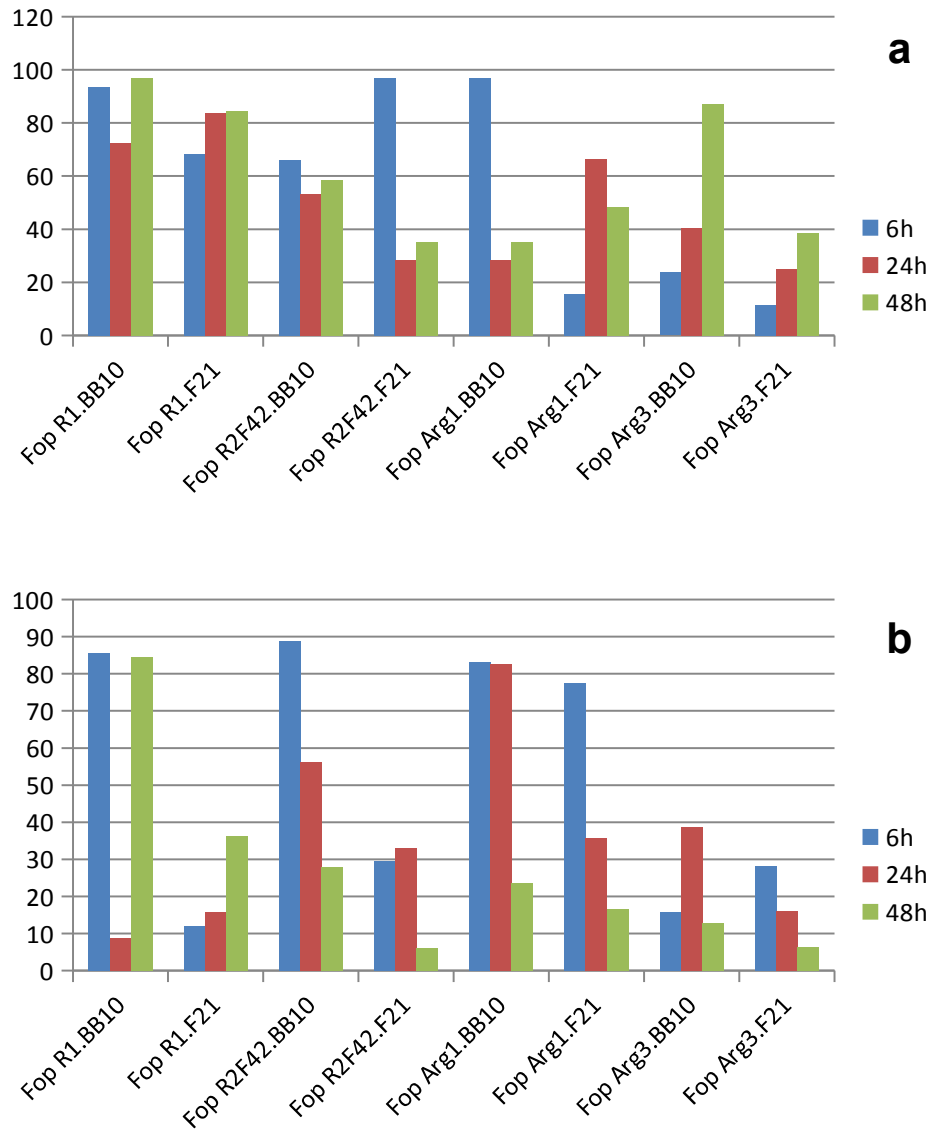 120
100
80
60
40
20
0
a
6h
24h
48h
Fop R1.BB10
Fop R1.F21
Fop R2F42.BB10
Fop R2F42.F21
Fop Arg1.BB10
Fop Arg1.F21
Fop Arg3.BB10
Fop Arg3.F21
100
90
80
70
60
50
40
30
20
10
0
b
6h
24h
48h
Fop R1.BB10
Fop R1.F21
Fop R2F42.BB10
Fop R2F42.F21
Fop Arg1.BB10
Fop Arg1.F21
Fop Arg3.BB10
Fop Arg3.F21